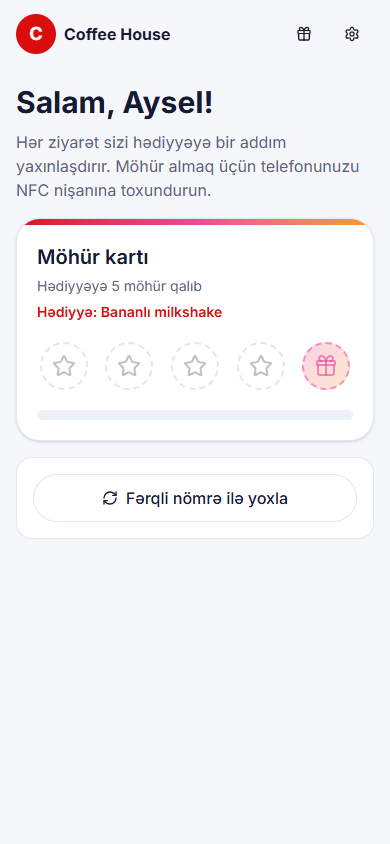 C
Coffee House
Salam, Aysel!
Hər ziyarət sizi hədiyyəyə bir addım
yaxınlaşdırır. Möhür almaq üçün telefonunuzu
NFC nişanına toxundurun.
Möhür kartı
Hədiyyəyə 5 möhür qalıb
Hədiyyə: Bananlı milkshake
Fərqli nömrə ilə yoxla